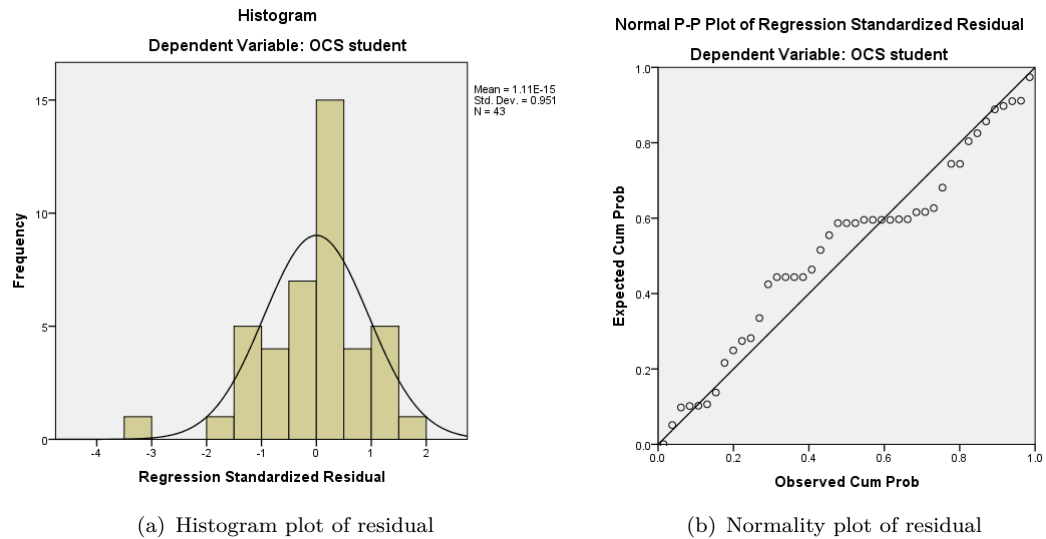 Histogram
Dependent Variable: OCS student
Mean = 1.11E-15
Std. Dev. = 0.951
N = 43
15
10
5
0
-4
-3
-2
-1
0
1
2
Frequency
Regression Standardized Residual
(a) Histogram plot of residual
Normal P-P Plot of Regression Standardized Residual
Dependent Variable: OCS student
1.0
0.8
0.6
0.4
0.2
0.0
0.0
0.2
0.4
0.6
0.8
1.0
Expected Cum Prob
Observed Cum Prob
(b) Normality plot of residual